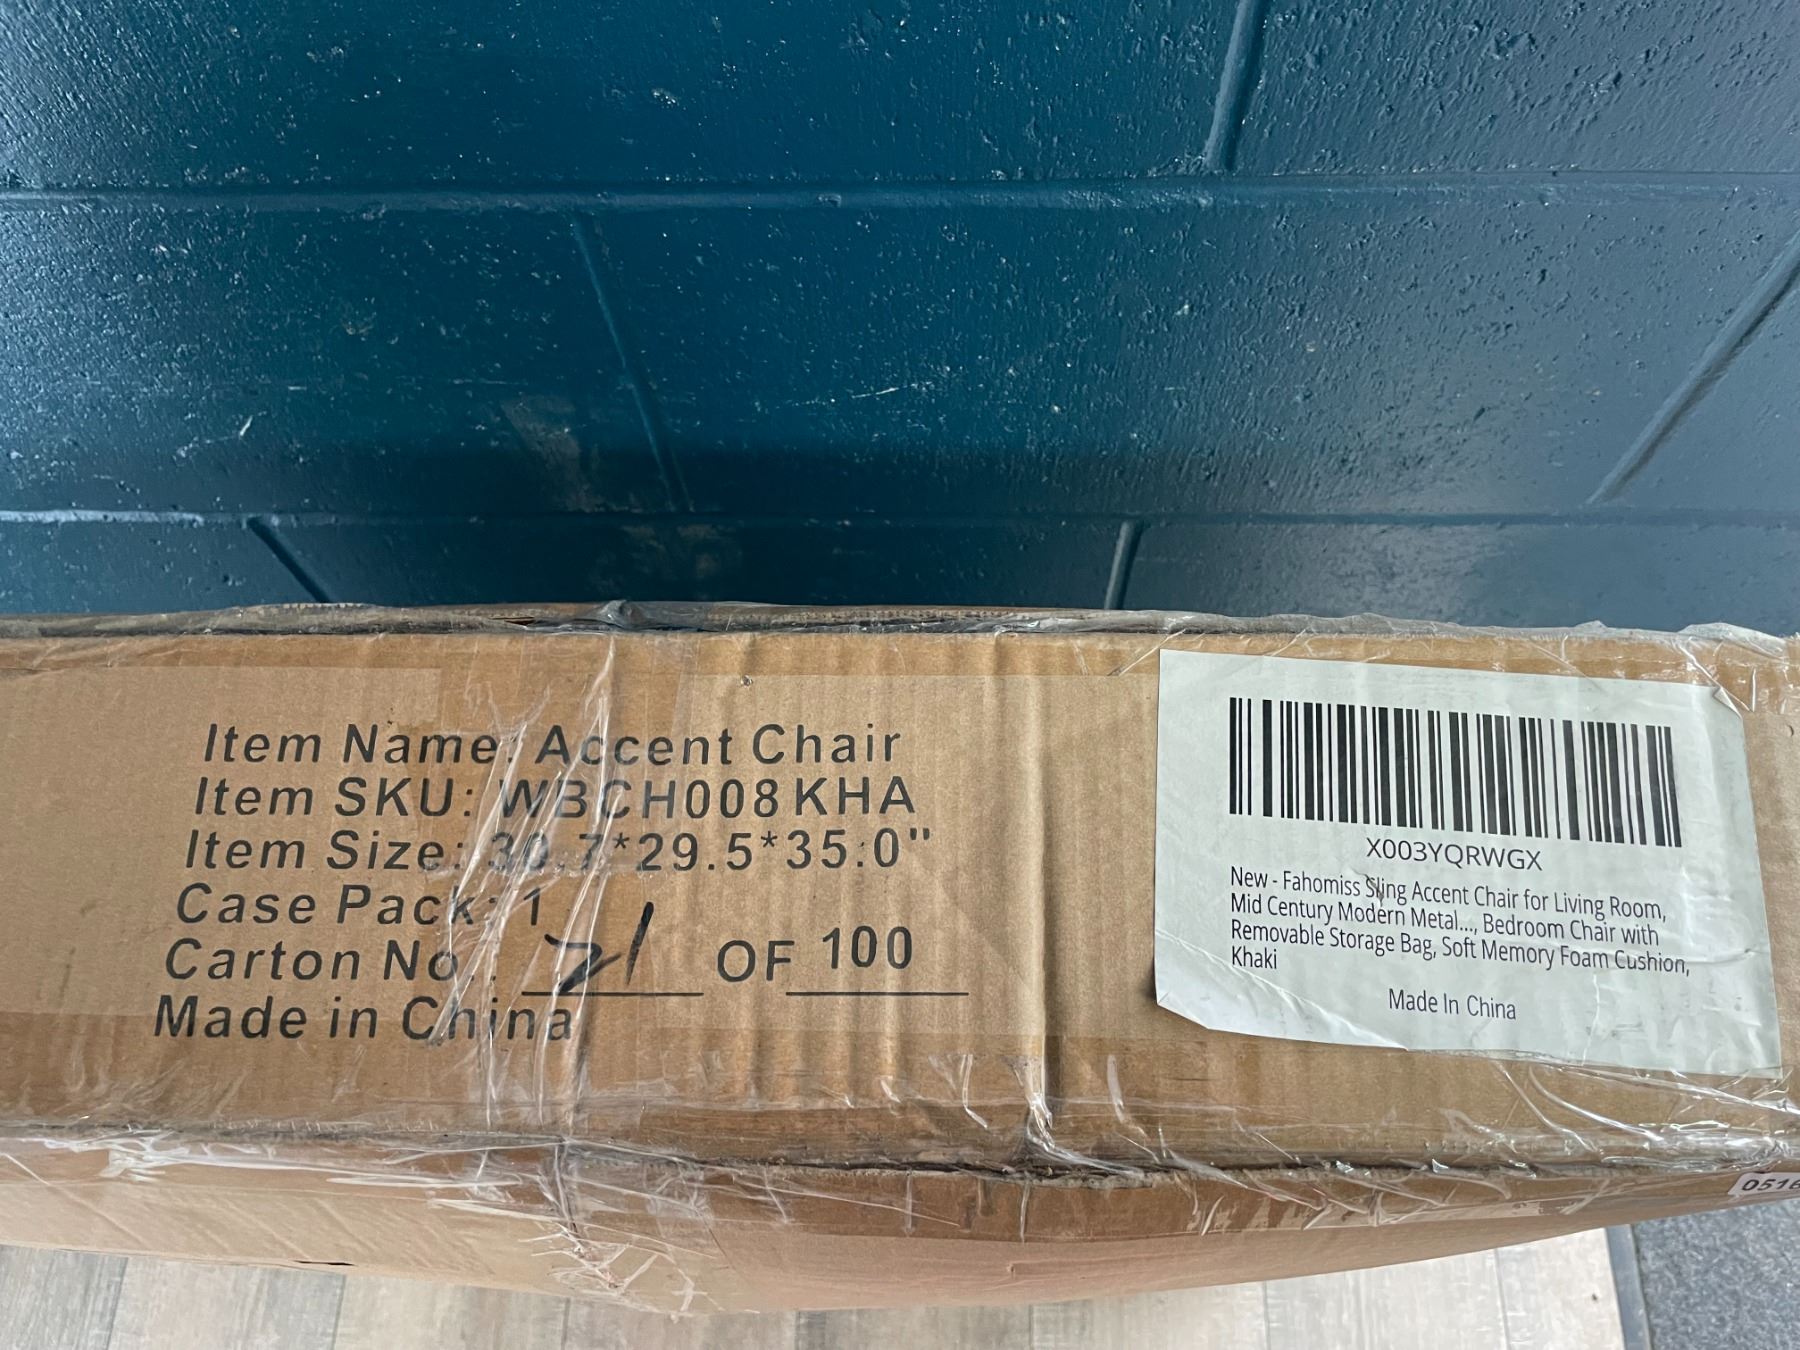 Item Name: Accent Chair
Item SKU: WBCH008KHA
Item Size: 30.7*29.5*35.0"
Case Pack: 1
Carton No.: 21 OF 100
Made in China
X003YQRWGX
New - Fahomiss Sling Accent Chair for Living Room,
Mid Century Modern Metal..., Bedroom Chair with
Removable Storage Bag, Soft Memory Foam Cushion,
Khaki
Made In China